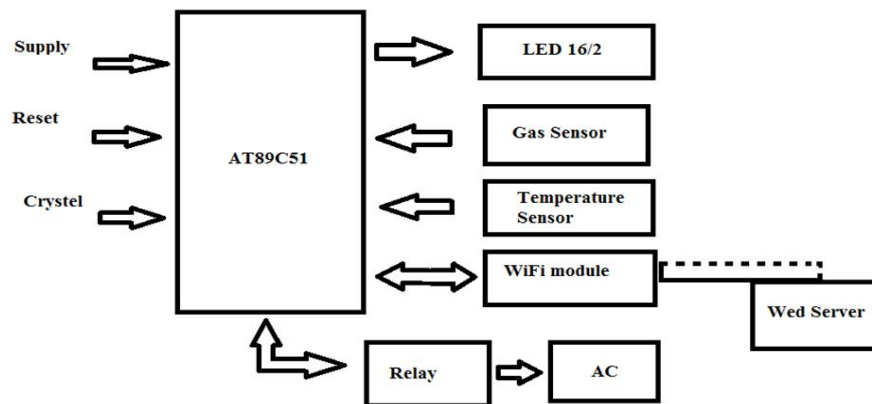 Supply
Reset
Crystel
AT89C51
LED 16/2
Gas Sensor
Temperature
Sensor
WiFi module
Wed Server
Relay
AC